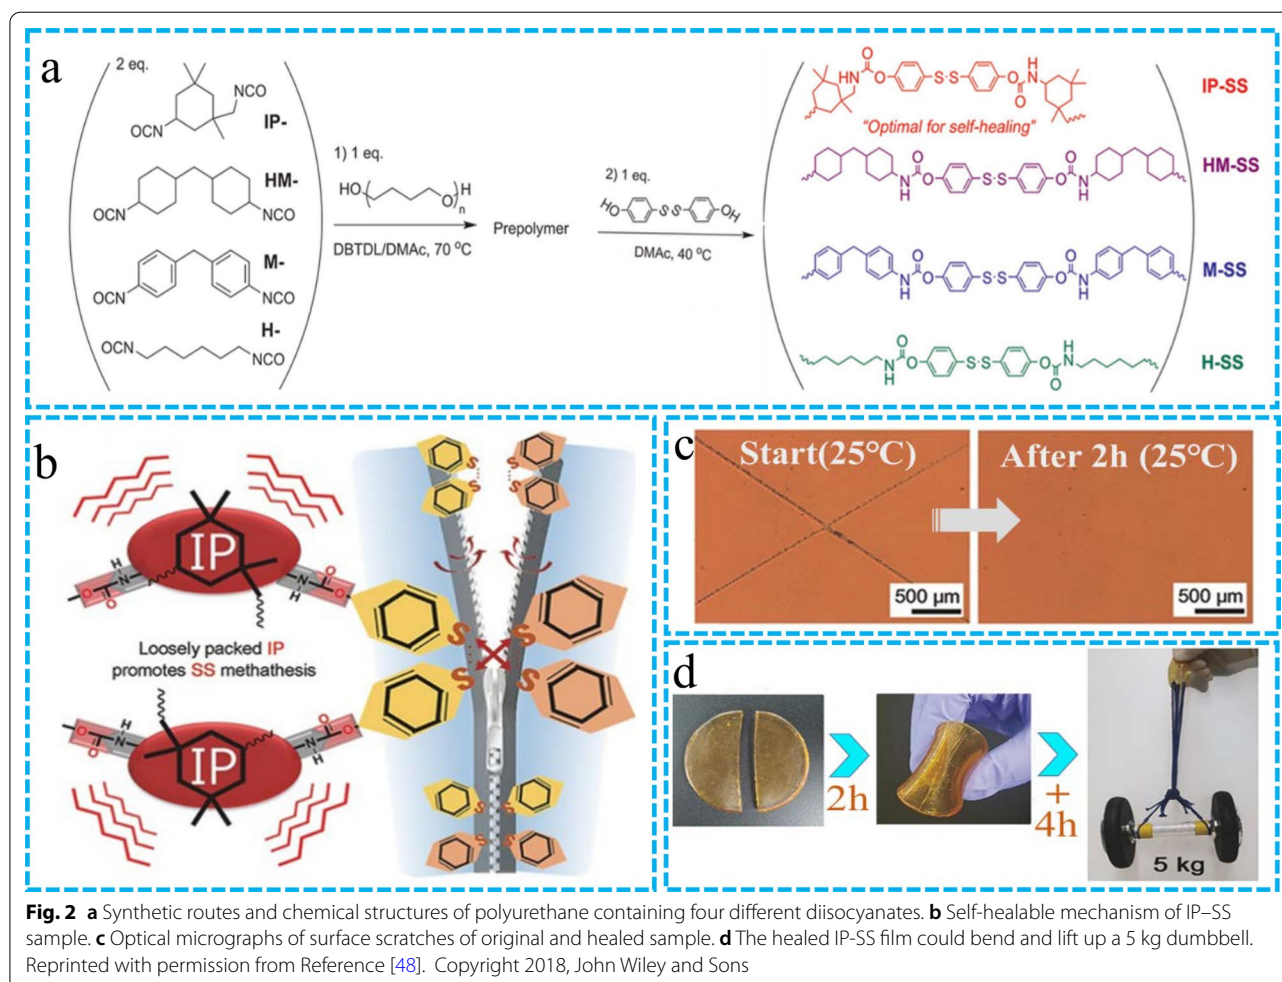 a
2 eq.
NCO
OCN
IP-
HM-
OCN
NCO
M-
OCN
NCO
H-
OCN
NCO
1) 1 eq.
HO
O
H
n
DBTDL/DMAc, 70 °C
Prepolymer
2) 1 eq.
HO
S-S
OH
DMAc, 40 °C
O
NH
O
S-S
O
N
H
O
IP-SS
"Optimal for self-healing"
O
N
H
O
S-S
O
O
N
H
HM-SS
O
N
H
O
S-S
O
O
N
H
M-SS
O
N
H
O
S-S
O
O
H
N
H-SS
b
S
S
S
S
IP
H
N
O
O
N
H
O
O
Loosely packed IP
promotes SS methathesis
S
S
S
S
H
N
O
O
IP
H
N
O
O
S
S
S
S
c
Start(25°C)
500 µm
After 2h (25°C)
500 µm
d
2h
+
4h
5 kg
Fig. 2 a Synthetic routes and chemical structures of polyurethane containing four different diisocyanates. b Self-healable mechanism of IP–SS
sample. c Optical micrographs of surface scratches of original and healed sample. d The healed IP-SS film could bend and lift up a 5 kg dumbbell.
Reprinted with permission from Reference [48]. Copyright 2018, John Wiley and Sons